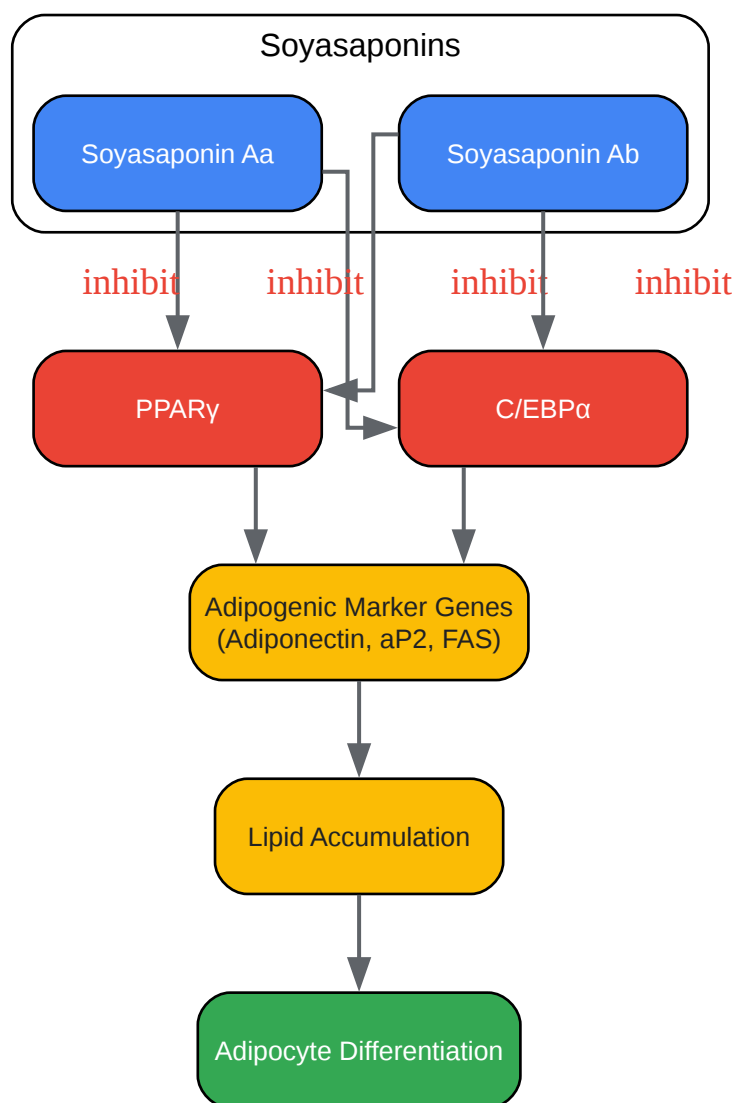 Soyasaponins
Soyasaponin Aa
Soyasaponin Ab
inhibit
inhibit
inhibit
inhibit
PPARγ
C/EBPα
Adipogenic Marker Genes
(Adiponectin, aP2, FAS)
Lipid Accumulation
Adipocyte Differentiation